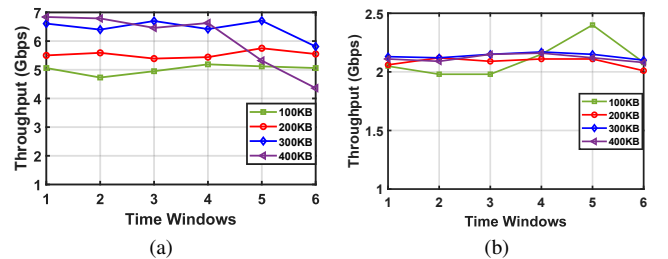 7
6
5
4
3
2
1
Throughput (Gbps)
100KB
200KB
300KB
400KB
1 2 3 4 5 6
Time Windows
(a)
2.5
2
1.5
1
Throughput (Gbps)
100KB
200KB
300KB
400KB
1 2 3 4 5 6
Time Windows
(b)